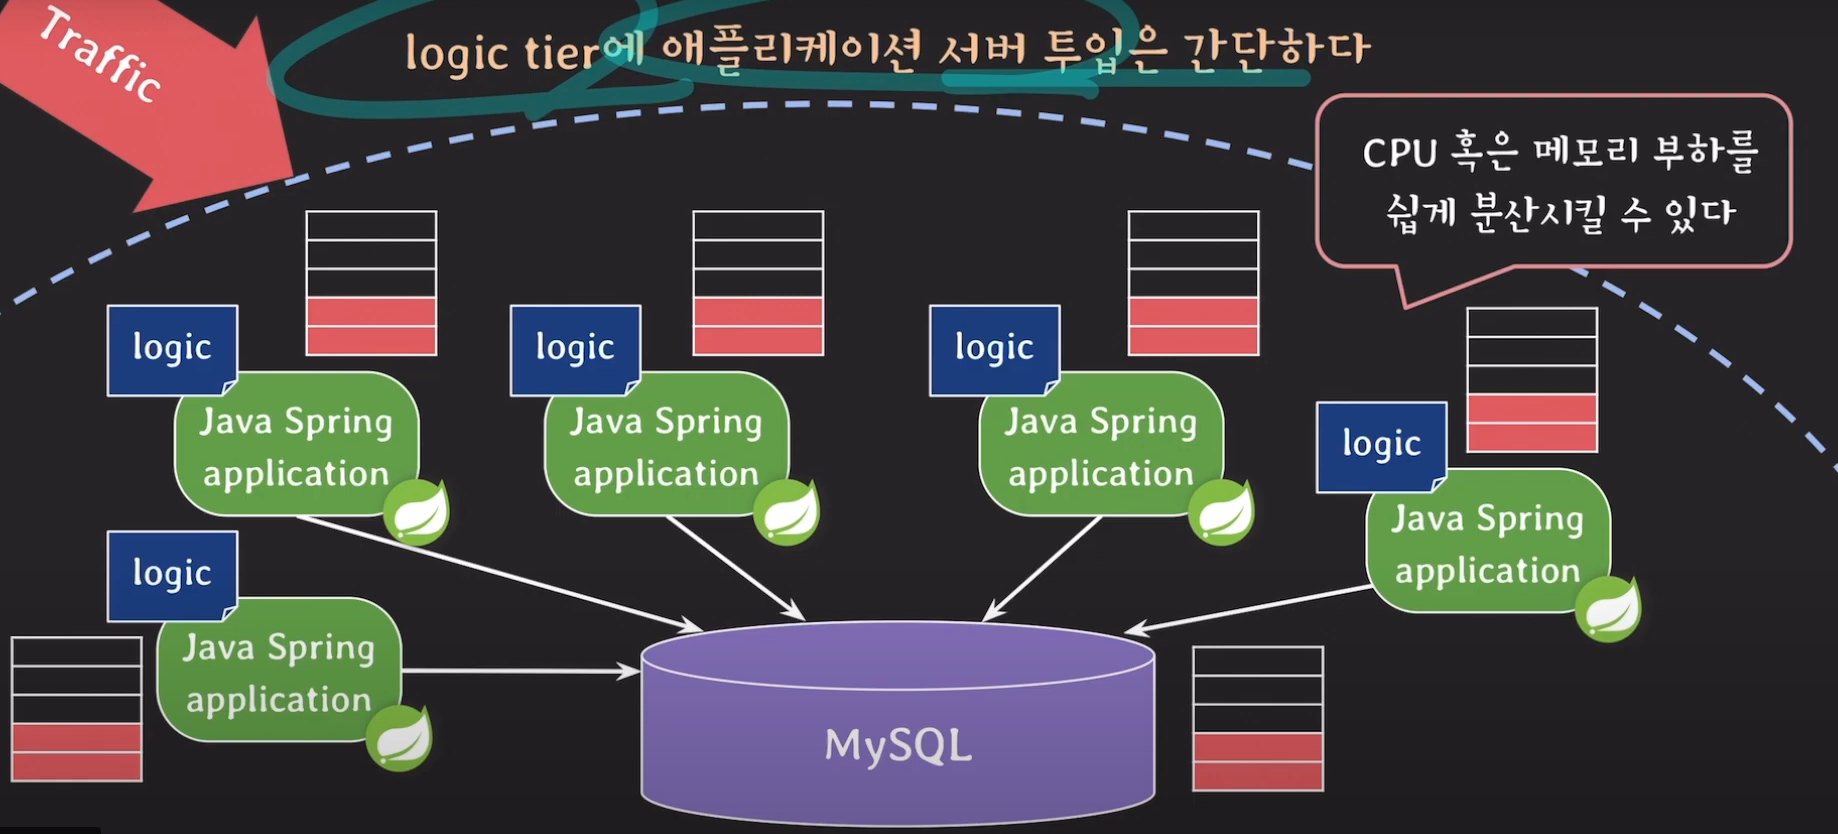 Traffic
logic tier에 애플리케이션 서버 투입은 간단하다
CPU 혹은 메모리 부하를
쉽게 분산시킬 수 있다
logic
Java Spring
application
logic
Java Spring
application
logic
Java Spring
application
logic
Java Spring
application
logic
Java Spring
application
MySQL